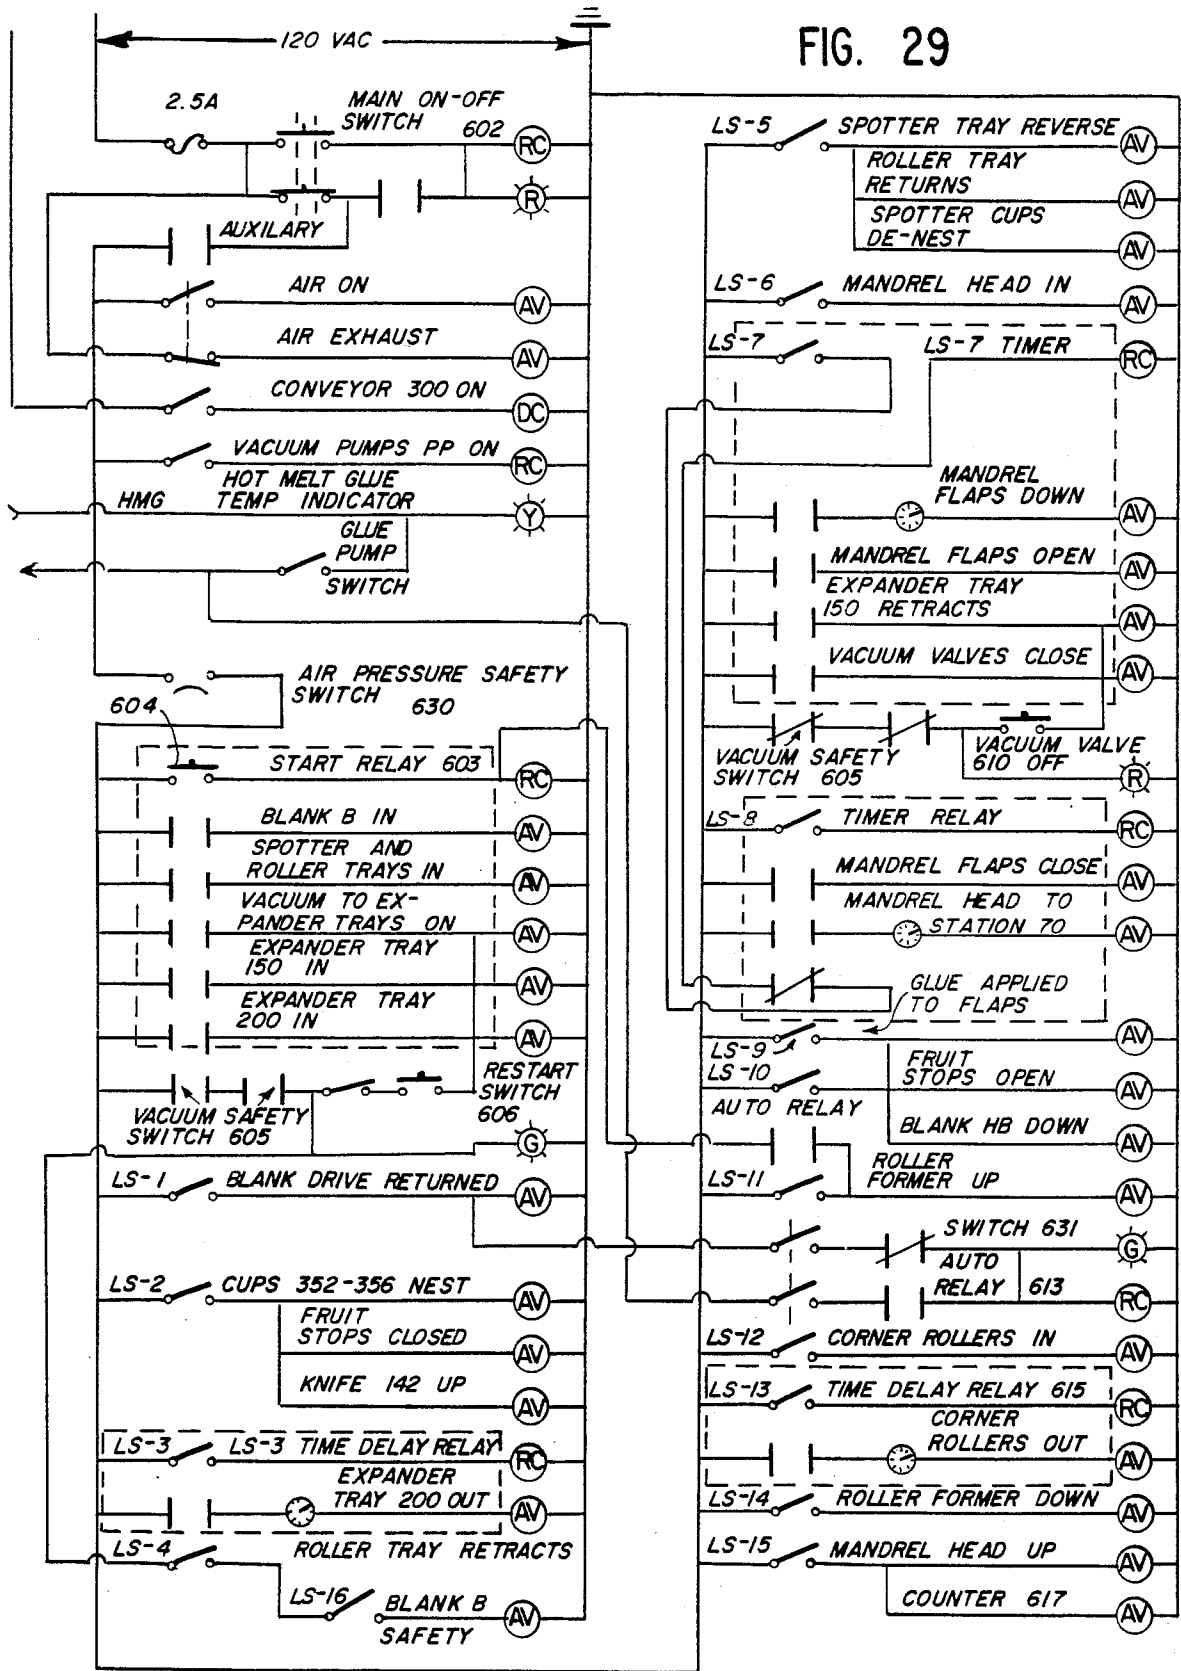 FIG. 29
120 VAC
2.5A
MAIN ON-OFF
SWITCH
602
RC
R
AUXILARY
AIR ON
AV
AIR EXHAUST
AV
CONVEYOR 300 ON
DC
VACUUM PUMPS PP ON
RC
HOT MELT GLUE
HMG
TEMP INDICATOR
Y
GLUE
PUMP
SWITCH
AIR PRESSURE SAFETY
SWITCH 630
604
START RELAY 603
RC
BLANK B IN
AV
SPOTTER AND
ROLLER TRAYS IN
AV
VACUUM TO EX-
PANDER TRAYS ON
AV
EXPANDER TRAY
150 IN
AV
EXPANDER TRAY
200 IN
AV
RESTART
SWITCH
606
VACUUM SAFETY
SWITCH 605
G
LS-1
BLANK DRIVE RETURNED
AV
LS-2
CUPS 352-356 NEST
AV
FRUIT
STOPS CLOSED
AV
KNIFE 142 UP
AV
LS-3
LS-3 TIME DELAY RELAY
RC
EXPANDER
TRAY 200 OUT
AV
LS-4
ROLLER TRAY RETRACTS
LS-16
BLANK B
SAFETY
AV
LS-5
SPOTTER TRAY REVERSE
AV
ROLLER TRAY
RETURNS
AV
SPOTTER CUPS
DE-NEST
AV
LS-6
MANDREL HEAD IN
AV
LS-7
LS-7 TIMER
RC
MANDREL
FLAPS DOWN
AV
MANDREL FLAPS OPEN
AV
EXPANDER TRAY
150 RETRACTS
AV
VACUUM VALVES CLOSE
AV
VACUUM SAFETY
SWITCH 605
VACUUM VALVE
610 OFF
R
LS-8
TIMER RELAY
RC
MANDREL FLAPS CLOSE
AV
MANDREL HEAD TO
STATION 70
AV
GLUE APPLIED
TO FLAPS
LS-9
AV
LS-10
FRUIT
STOPS OPEN
AV
AUTO RELAY
BLANK HB DOWN
AV
LS-11
ROLLER
FORMER UP
AV
SWITCH 631
G
AUTO
RELAY 613
RC
LS-12
CORNER ROLLERS IN
AV
LS-13
TIME DELAY RELAY 615
RC
CORNER
ROLLERS OUT
AV
LS-14
ROLLER FORMER DOWN
AV
LS-15
MANDREL HEAD UP
AV
COUNTER 617
AV